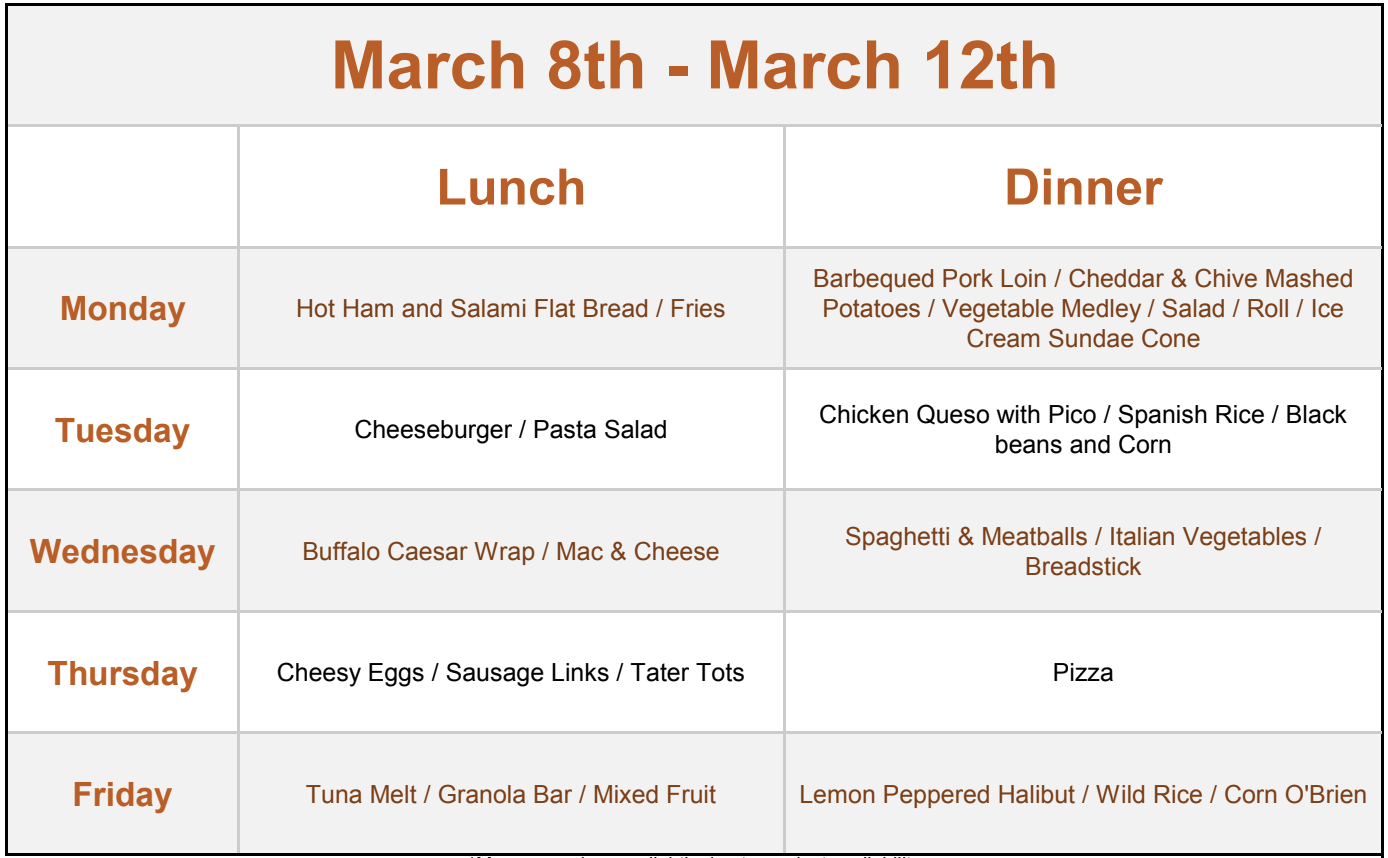 March 8th - March 12th
Lunch
Dinner
Monday
Hot Ham and Salami Flat Bread / Fries
Barbequed Pork Loin / Cheddar & Chive Mashed
Potatoes / Vegetable Medley / Salad / Roll / Ice
Cream Sundae Cone
Tuesday
Cheeseburger / Pasta Salad
Chicken Queso with Pico / Spanish Rice / Black
beans and Corn
Wednesday
Buffalo Caesar Wrap / Mac & Cheese
Spaghetti & Meatballs / Italian Vegetables /
Breadstick
Thursday
Cheesy Eggs / Sausage Links / Tater Tots
Pizza
Friday
Tuna Melt / Granola Bar / Mixed Fruit
Lemon Peppered Halibut / Wild Rice / Corn O'Brien